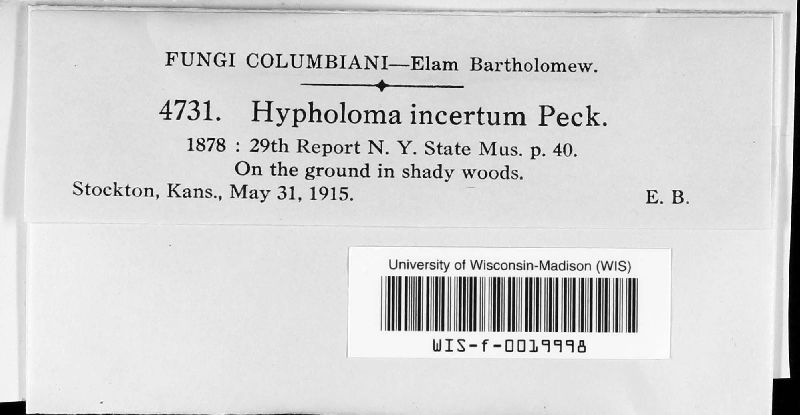 FUNGI COLUMBIANI—Elam Bartholomew.
4731. Hypholoma incertum Peck.
1878 : 29th Report N. Y. State Mus. p. 40.
On the ground in shady woods.
Stockton, Kans., May 31, 1915. E. B.
University of Wisconsin-Madison (WIS)
WIS-f-0019998